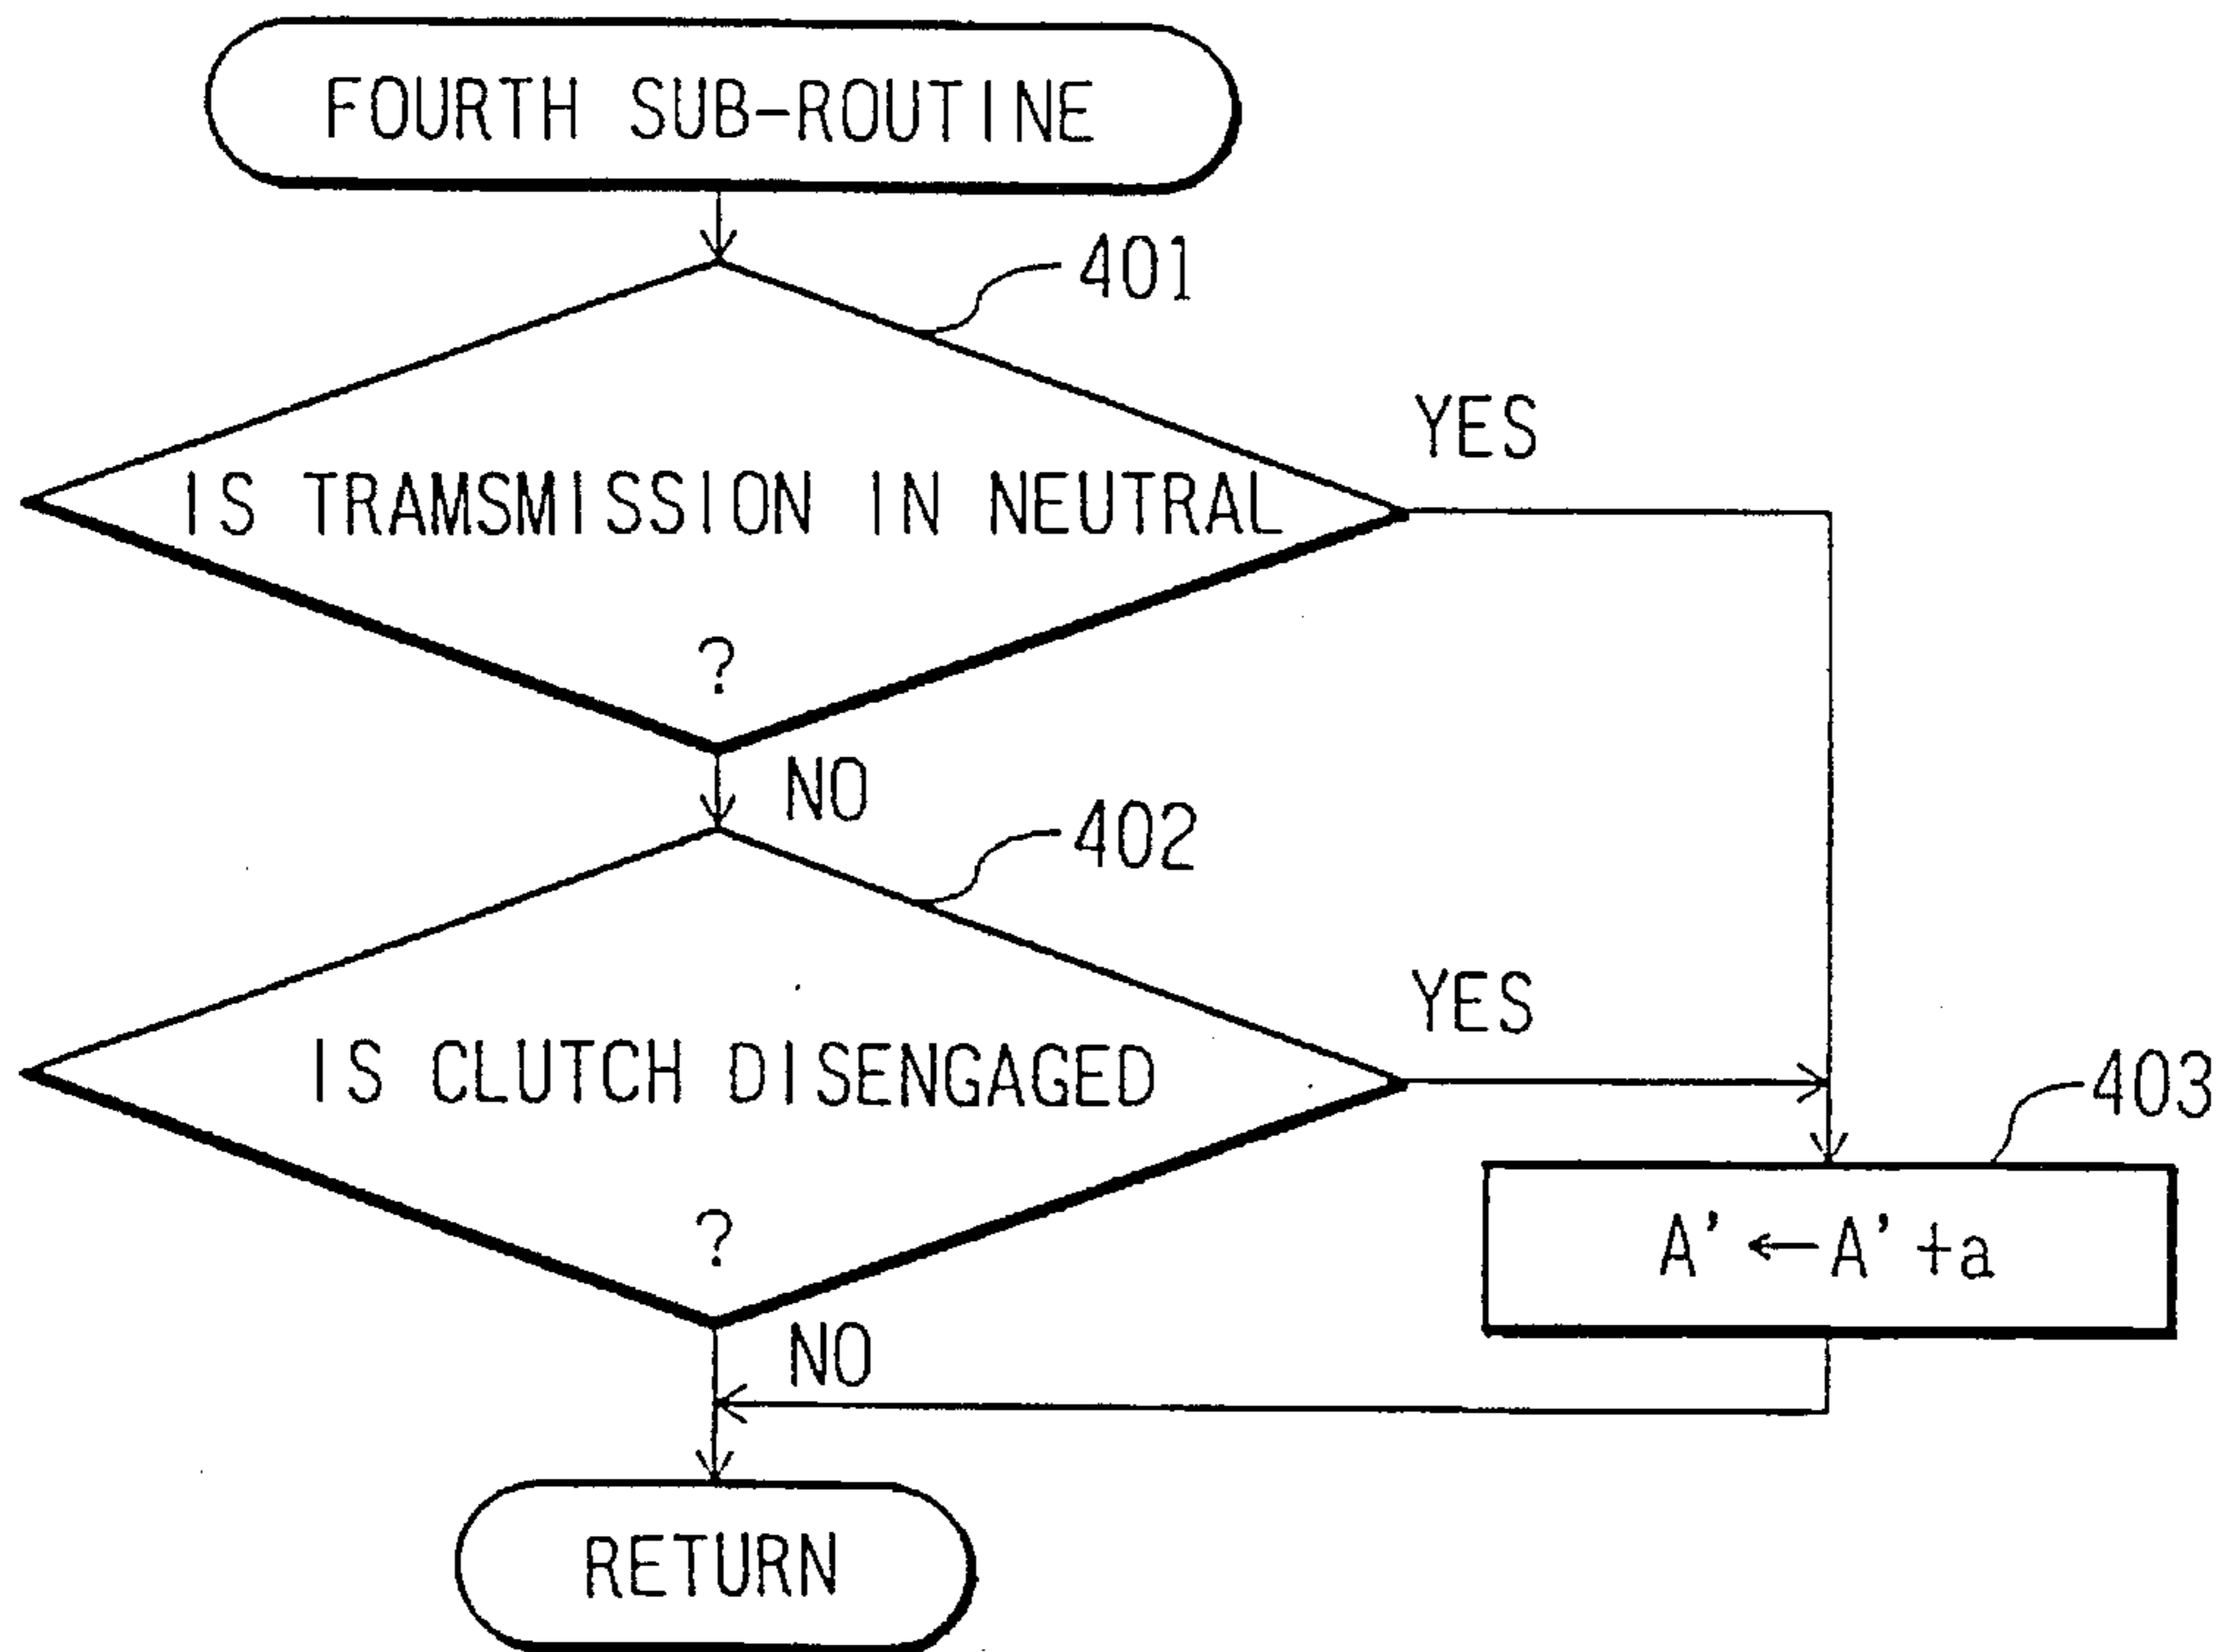 FOURTH SUB-ROUTINE
401
YES
IS TRAMSMISSION IN NEUTRAL
?
NO
402
YES
IS CLUTCH DISENGAGED
?
403
A' ← A' +a
NO
RETURN